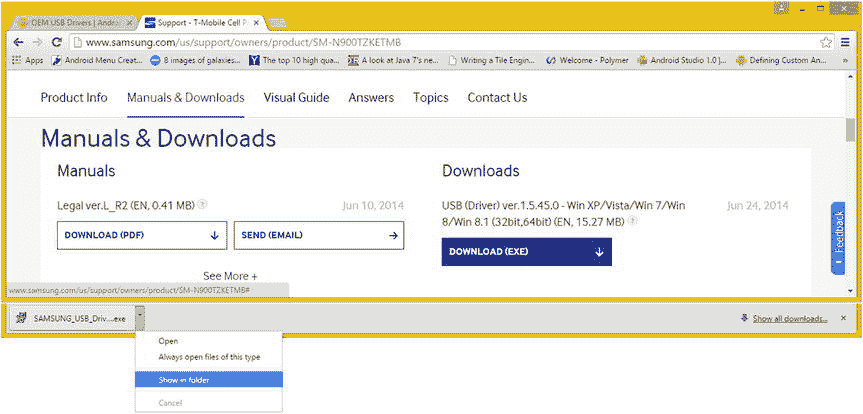 OEM USB Drivers | Android
Support - T-Mobile Cell P
www.samsung.com/us/support/owners/product/SM-N900TZKETMB
Apps Android Menu Creat... 8 images of galaxies... The top 10 high qua... A look at Java 7's ne... Writing a Tile Engin... Welcome - Polymer Android Studio 1.0 j... Defining Custom An... »
Product Info Manuals & Downloads Visual Guide Answers Topics Contact Us
Manuals & Downloads
Manuals Downloads
Legal ver.L_R2 (EN, 0.41 MB) ? Jun 10, 2014 USB (Driver) ver.1.5.45.0 - Win XP/Vista/Win 7/Win Jun 24, 2014
8/Win 8.1 (32bit,64bit) (EN, 15.27 MB) ?
DOWNLOAD (PDF) SEND (EMAIL) DOWNLOAD (EXE)
Feedback
See More +
www.samsung.com/us/support/owners/product/SM-N900TZKETMB#
SAMSUNG_USB_Driv....exe Show all downloads...
Open
Always open files of this type
Show in folder
Cancel